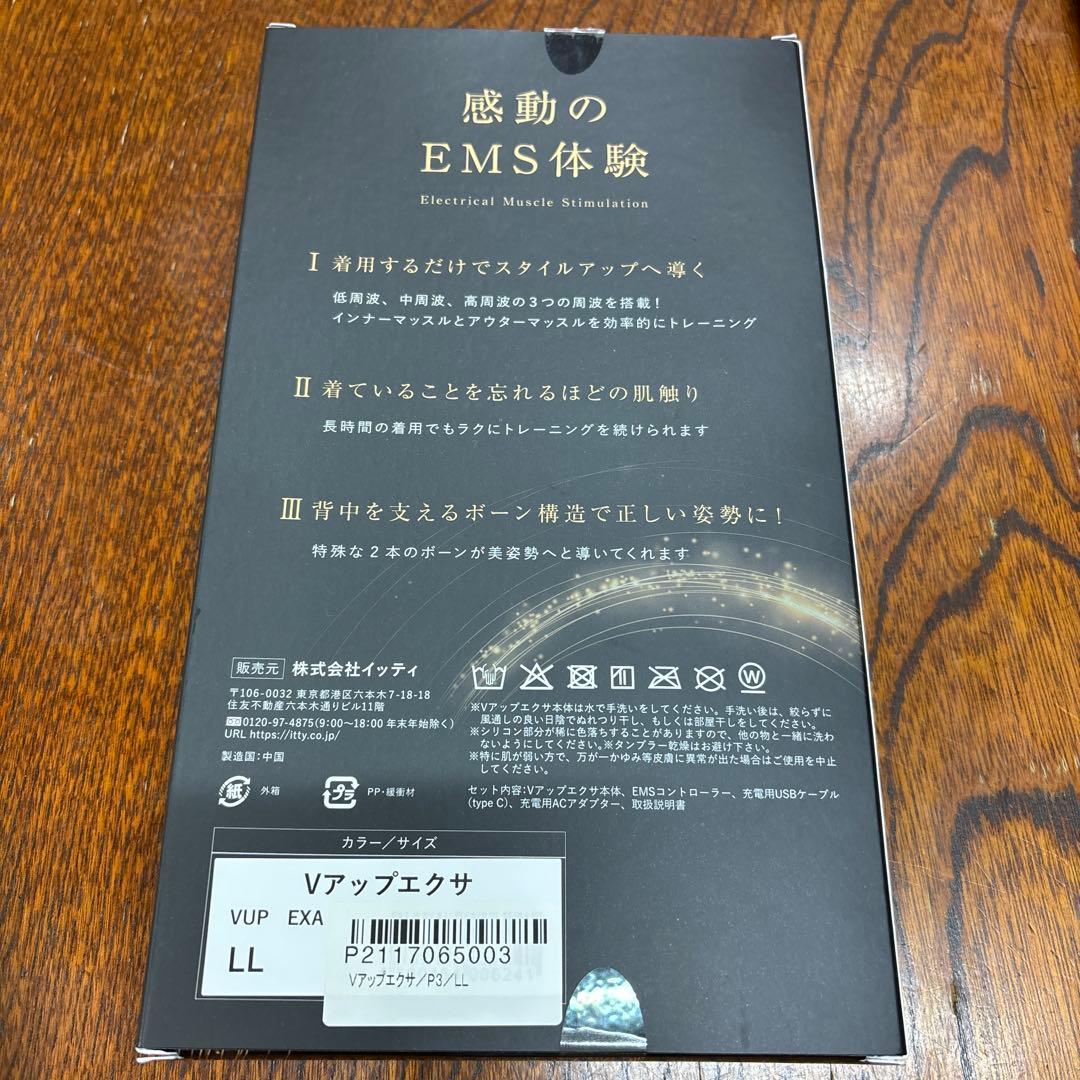 感動の
EMS体験
Electrical Muscle Stimulation
Ⅰ 着用するだけでスタイルアップへ導く
低周波、中周波、高周波の3つの周波を搭載!
インナーマッスルとアウターマッスルを効率的にトレーニング
Ⅱ 着ていることを忘れるほどの肌触り
長時間の着用でもラクにトレーニングを続けられます
Ⅲ 背中を支えるボーン構造で正しい姿勢に!
特殊な2本のボーンが美姿勢へと導いてくれます
販売元 株式会社イッティ
〒106-0032 東京都港区六本木7-18-18
住友不動産六本木通りビル11階
0120-97-4875(9:00〜18:00 年末年始除く)
URL https://itty.co.jp/
製造国:中国
紙 外箱
プラ PP・緩衝材
W
※Vアップエクサ本体は水で手洗いをしてください。手洗い後は、絞らずに
風通しの良い日陰でぬれつり干し、もしくは部屋干しをしてください。
※シリコン部分が稀に色落ちすることがありますので、他の物と一緒に洗わ
ないようにしてください。※タンブラー乾燥はお避け下さい。
※特に肌が弱い方で、万が一かゆみ等皮膚に異常が出た場合はご使用を中止
してください。
セット内容:Vアップエクサ本体、EMSコントローラー、充電用USBケーブル
(type C)、充電用ACアダプター、取扱説明書
カラー/サイズ
Vアップエクサ
VUP EXA
LL
P2117065003
Vアップエクサ/P3/LL